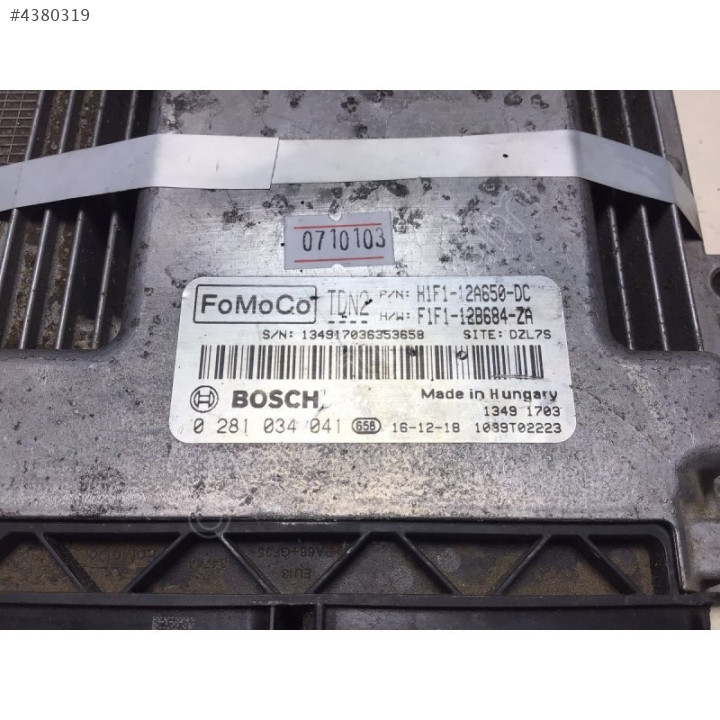 #4380319
0710103
FoMoCo IDN2 P/N: H1F1-12A650-DC
H/W: F1F1-12B684-ZA
S/N: 134917036353658 SITE: DZL7S
BOSCH Made in Hungary
1349 1703
0 281 034 041 658 16-12-18 1039T02223